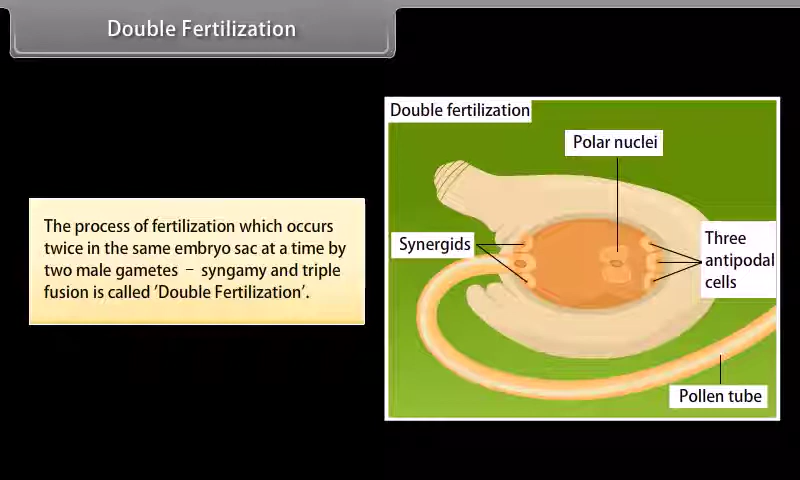 Double Fertilization
Double fertilization
Polar nuclei
The process of fertilization which occurs
twice in the same embryo sac at a time by
two male gametes – syngamy and triple
fusion is called 'Double Fertilization'.
Synergids
Three
antipodal
cells
Pollen tube